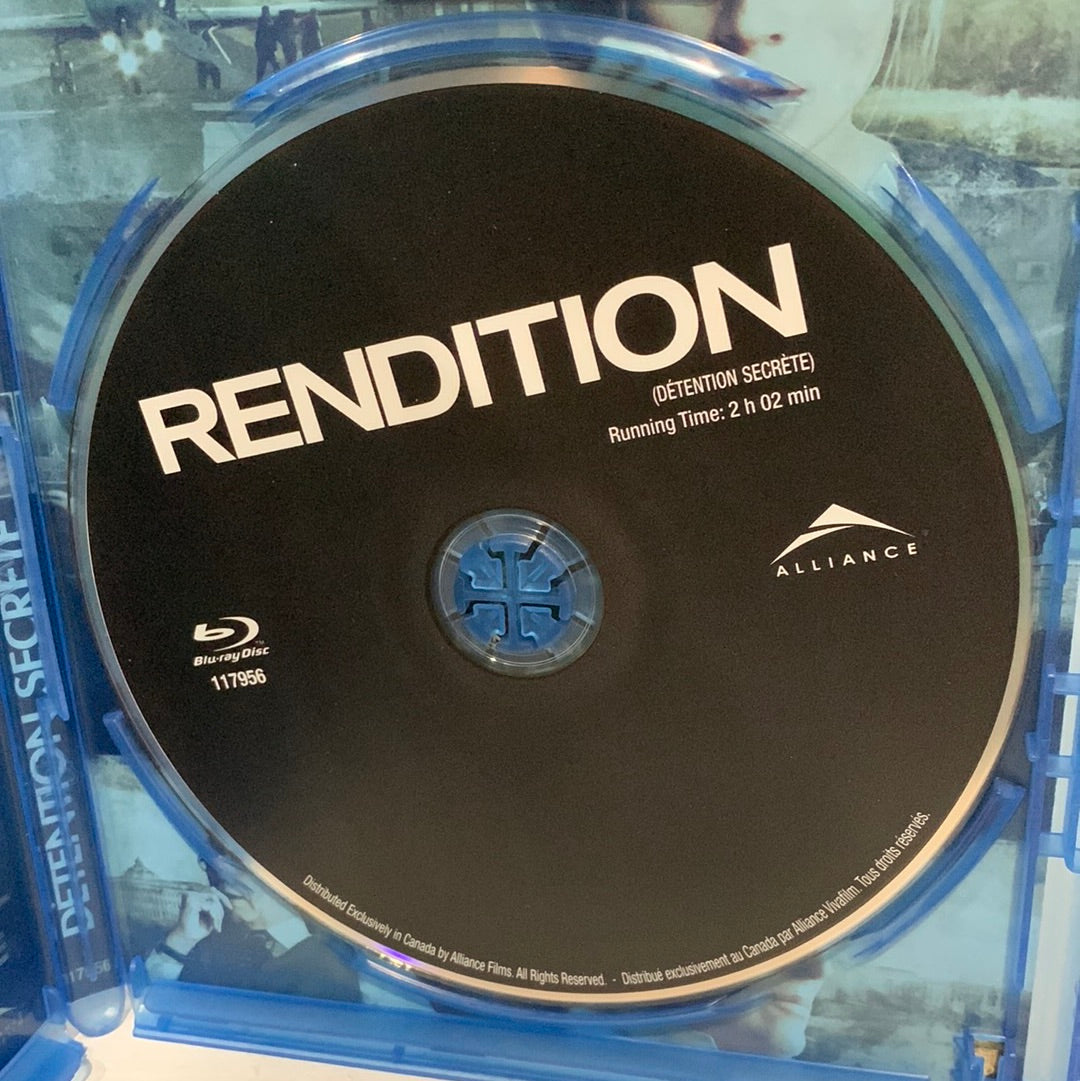 RENDITION
(DÉTENTION SECRÈTE)
Running Time: 2 h 02 min
ALLIANCE
Blu-ray Disc™
117956
Distributed Exclusively in Canada by Alliance Films. All Rights Reserved. - Distribué exclusivement au Canada par Alliance Vivafilm. Tous droits réservés.
DÉTENTION SECRÈTE